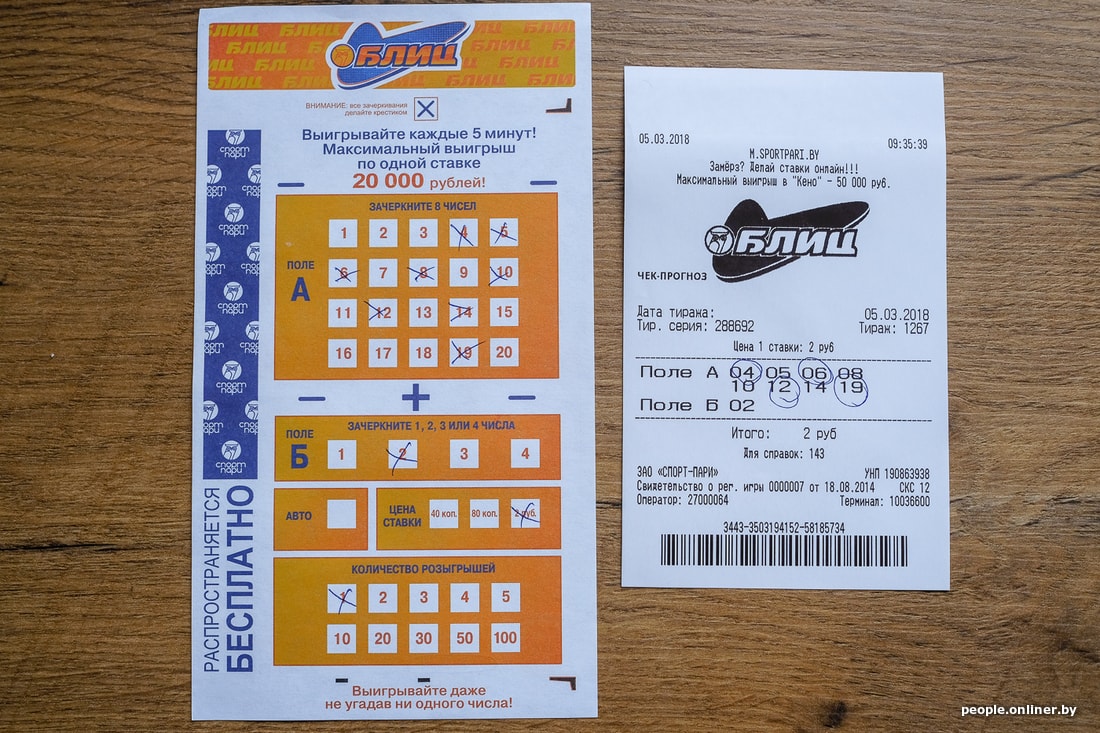 БЛИЦ
ВНИМАНИЕ: все зачеркивания
делайте крестиком
Выигрывайте каждые 5 минут!
Максимальный выигрыш
по одной ставке
20 000 рублей!
ЗАЧЕРКНИТЕ 8 ЧИСЕЛ
ПОЛЕ
А
1 2 3 4 5
6 7 8 9 10
11 12 13 14 15
16 17 18 19 20
+
ЗАЧЕРКНИТЕ 1, 2, 3 ИЛИ 4 ЧИСЛА
ПОЛЕ
Б
1 2 3 4
АВТО
ЦЕНА
СТАВКИ
40 коп. 80 коп. 2 руб.
КОЛИЧЕСТВО РОЗЫГРЫШЕЙ
1 2 3 4 5
10 20 30 50 100
Выигрывайте даже
не угадав ни одного числа!
спорт
пари
РАСПРОСТРАНЯЕТСЯ
БЕСПЛАТНО
05.03.2018 09:35:39
M.SPORTPARI.BY
Замёрз? Делай ставки онлайн!!!
Максимальный выигрыш в "Кено" - 50 000 руб.
БЛИЦ
ЧЕК-ПРОГНОЗ
Дата тиража: 05.03.2018
Тир. серия: 288692 Тираж: 1267
Цена 1 ставки: 2 руб
Поле А 04 05 06 08
10 12 14 19
Поле Б 02
Итого: 2 руб
Для справок: 143
ЗАО «СПОРТ-ПАРИ» УНП 190863938
Свидетельство о рег. игры 0000007 от 18.08.2014 СКС 12
Оператор: 27000064 Терминал: 10036600
3443-3503194152-58185734
people.onliner.by